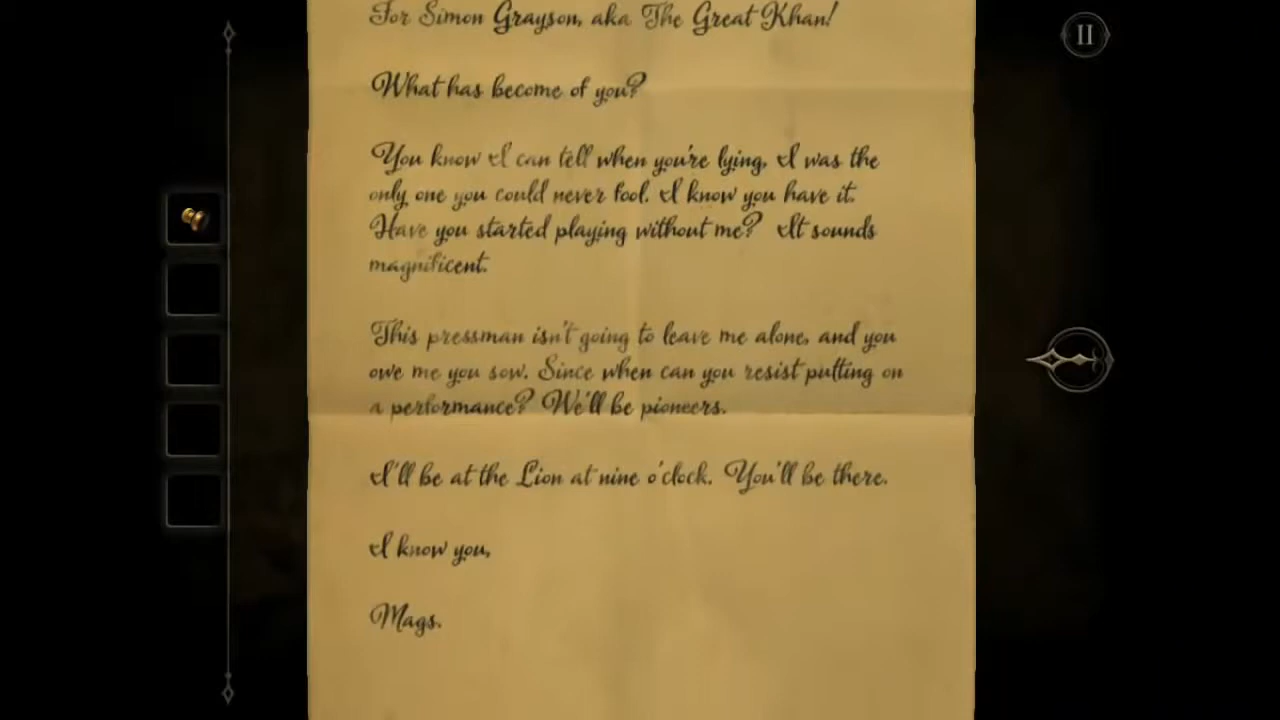 For Simon Grayson, aka The Great Khan!
What has become of you?
You know I can tell when you're lying, I was the
only one you could never fool. I know you have it.
Have you started playing without me? It sounds
magnificent.
This pressman isn't going to leave me alone, and you
owe me you sow. Since when can you resist putting on
a performance? We'll be pioneers.
I'll be at the Lion at nine o'clock. You'll be there.
I know you,
Mags.